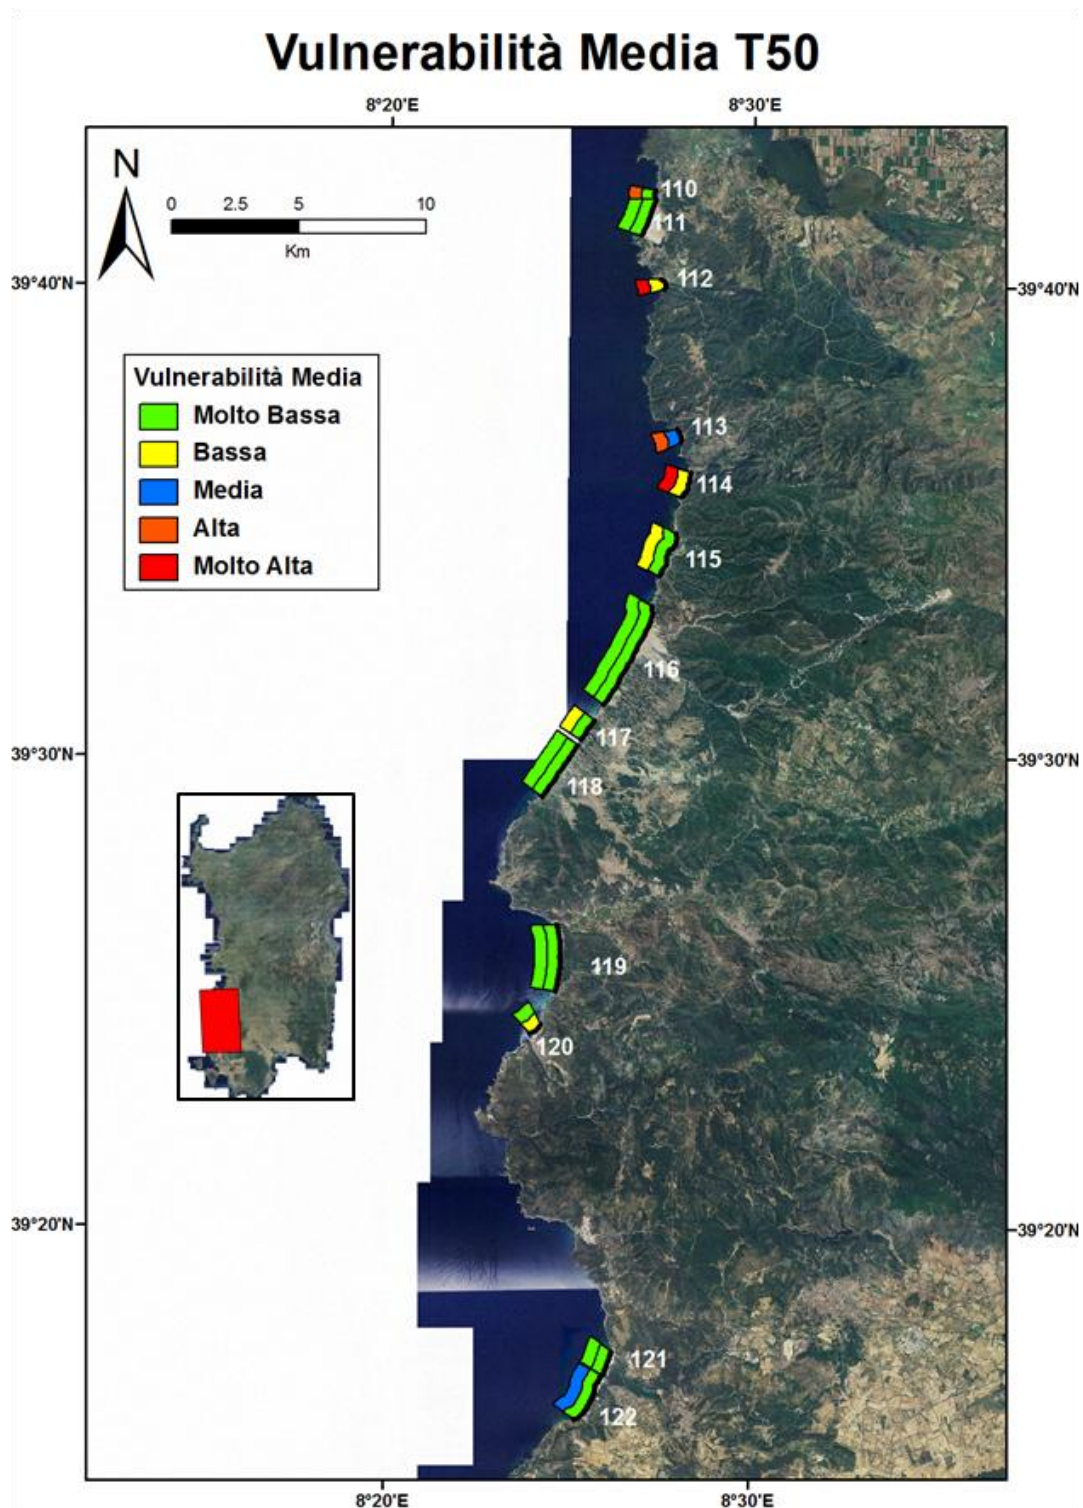 Vulnerabilità Media T50
8°20'E
8°30'E
N
0 2.5 5 10
Km
110
111
112
39°40'N
39°40'N
Vulnerabilità Media
Molto Bassa
Bassa
Media
Alta
Molto Alta
113
114
115
116
117
118
39°30'N
39°30'N
119
120
39°20'N
39°20'N
121
122
8°20'E
8°30'E